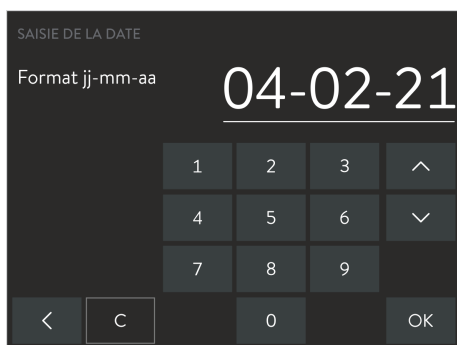 SAISIE DE LA DATE
Format jj-mm-aa
04-02-21
1 2 3
4 5 6
7 8 9
C 0 OK